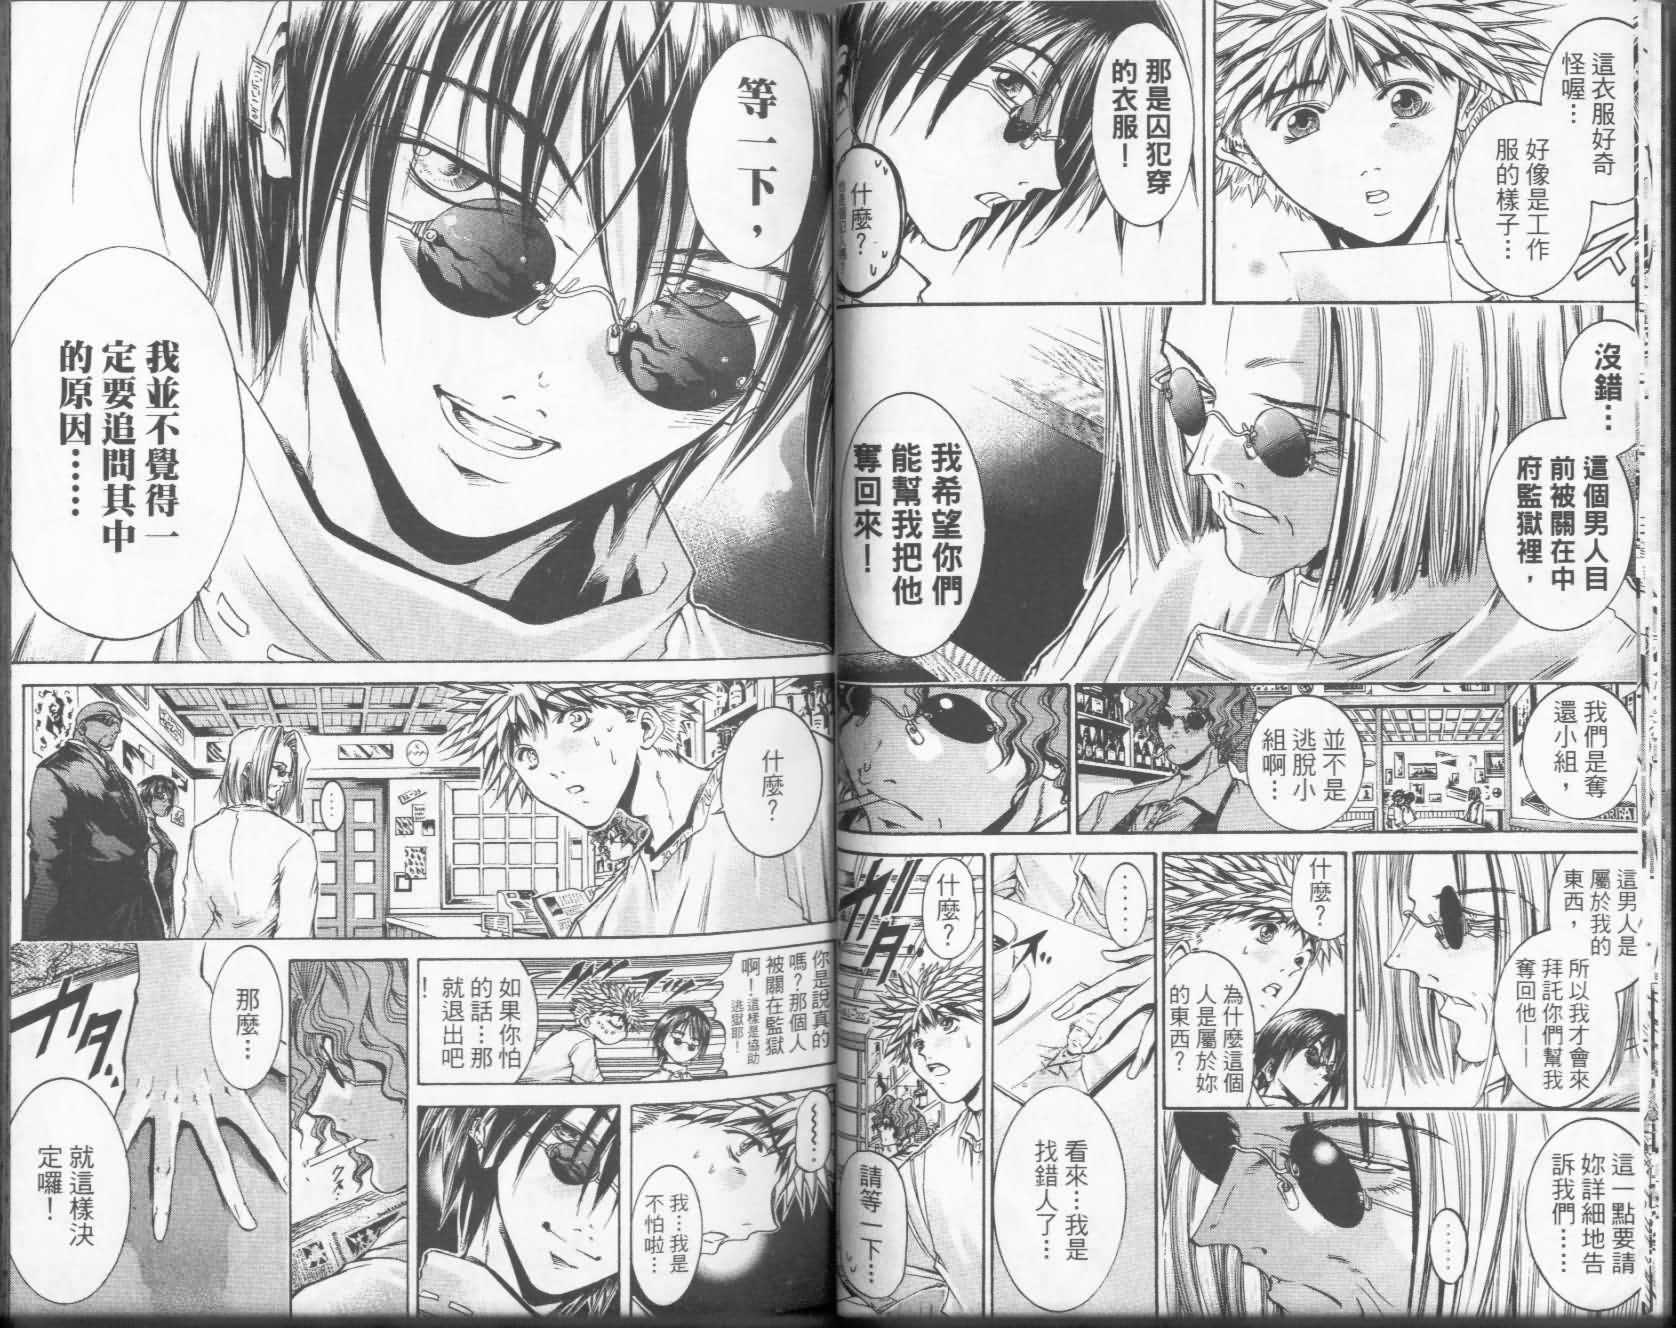 這衣服好奇
怪喔…
好像是工作
服的樣子…
那是囚犯穿
的衣服！
什麼？
沒錯…
這個男人目
前被關在中
府監獄裡，
我希望你們
能幫我把他
奪回來！
我們是奪
還小組，
並不是
逃脫小
組啊…
這男人是
屬於我的
東西，
所以我才會來
拜託你們幫我
奪回他——
什麼？
為什麼這個
人是屬於妳
的東西？
這一點要請
妳詳細地告
訴我們……
……
……
看來…我是
找錯人了…
ガタ
什麼？
請等一下…
等一下，
我並不覺得一
定要追問其中
的原因……
什麼？
……
你是說真的
嗎？那個人
被關在監獄
啊！這樣是協助
逃獄耶！
如果你怕
的話…那
就退出吧
！
我…我是
不怕啦…
那麼…
ガタ
就這樣決
定囉！